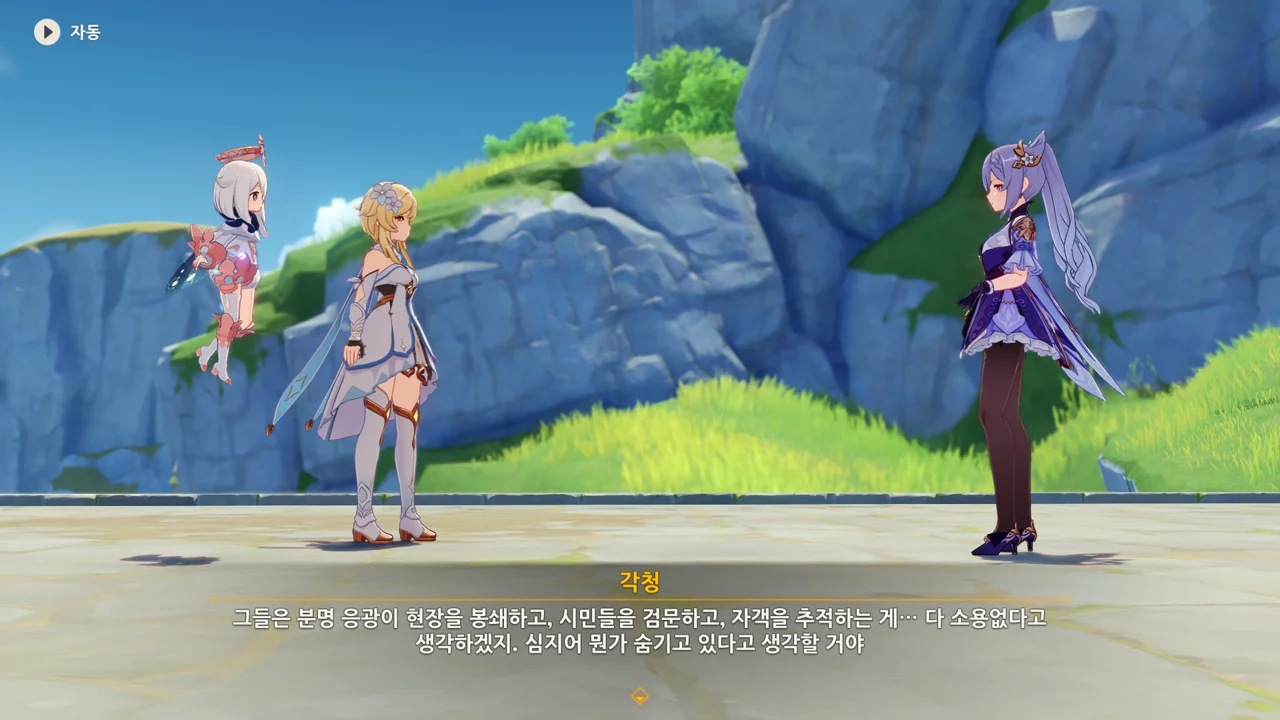 자동
각청
그들은 분명 응광이 현장을 봉쇄하고, 시민들을 검문하고, 자객을 추적하는 게… 다 소용없다고
생각하겠지. 심지어 뭔가 숨기고 있다고 생각할 거야